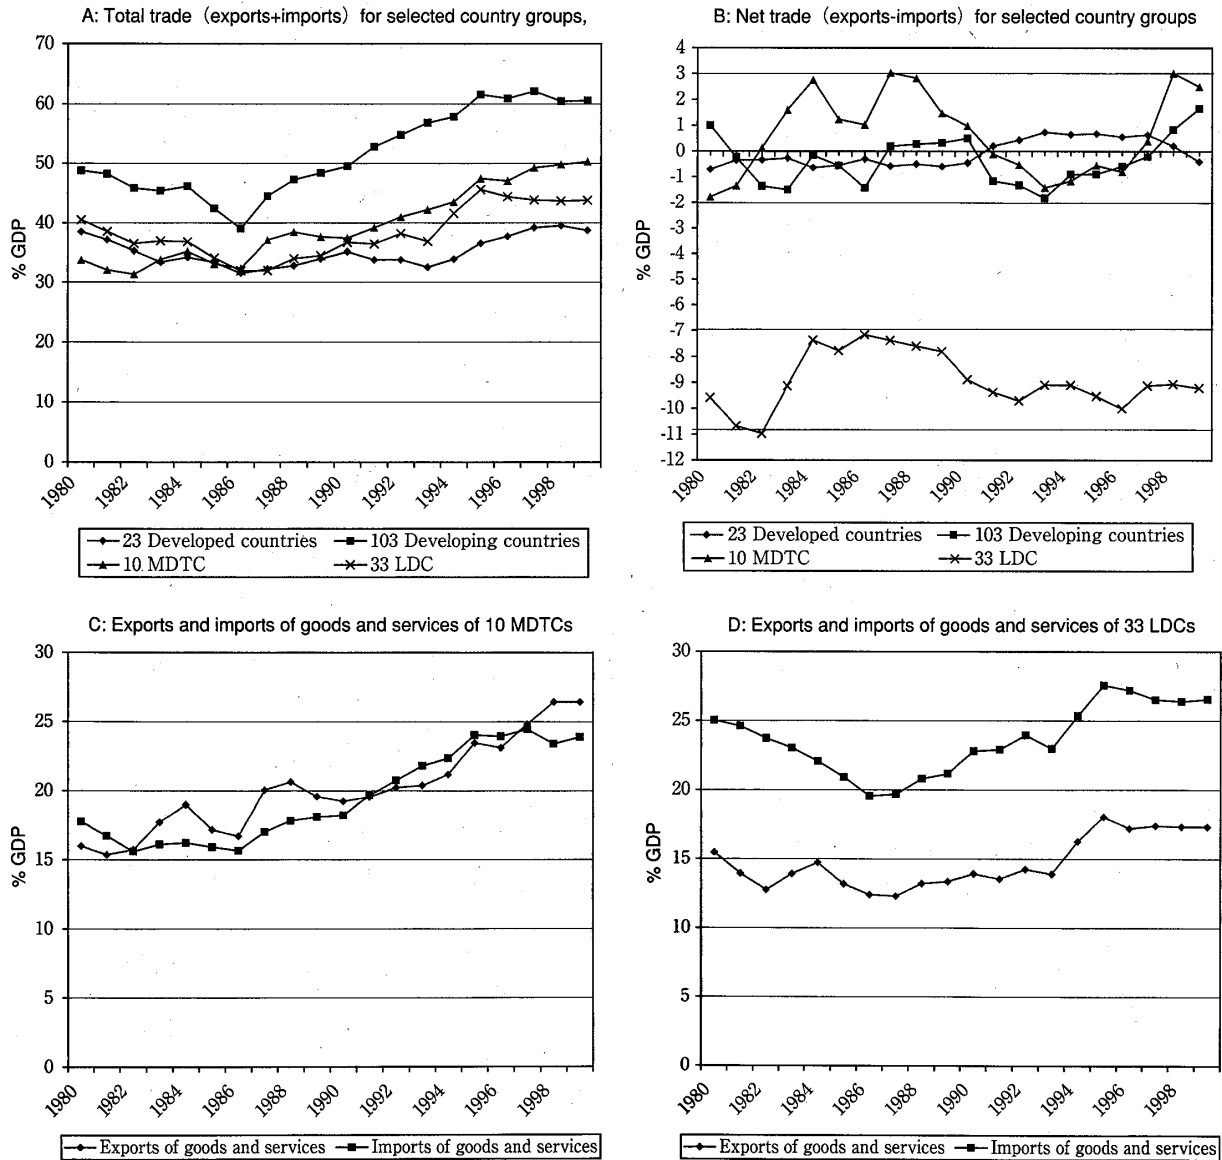 A: Total trade (exports+imports) for selected country groups,
70
60
50
40
30
20
10
0
% GDP
1980 1982 1984 1986 1988 1990 1992 1994 1996 1998
23 Developed countries 103 Developing countries
10 MDTC 33 LDC
B: Net trade (exports-imports) for selected country groups
4
3
2
1
0
-1
-2
-3
-4
-5
-6
-7
-8
-9
-10
-11
-12
% GDP
1980 1982 1984 1986 1988 1990 1992 1994 1996 1998
23 Developed countries 103 Developing countries
10 MDTC 33 LDC
C: Exports and imports of goods and services of 10 MDTCs
30
25
20
15
10
5
0
% GDP
1980 1982 1984 1986 1988 1990 1992 1994 1996 1998
Exports of goods and services Imports of goods and services
D: Exports and imports of goods and services of 33 LDCs
30
25
20
15
10
5
0
% GDP
1980 1982 1984 1986 1988 1990 1992 1994 1996 1998
Exports of goods and services Imports of goods and services